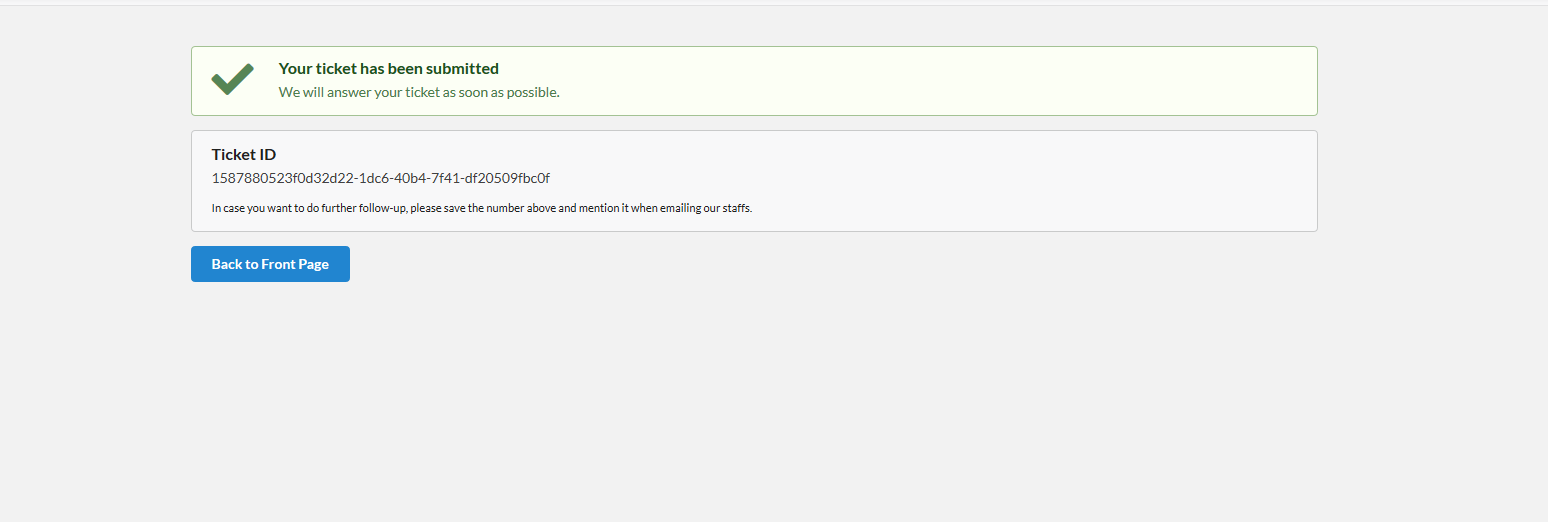 Your ticket has been submitted
We will answer your ticket as soon as possible.
Ticket ID
1587880523f0d32d22-1dc6-40b4-7f41-df20509fbc0f
In case you want to do further follow-up, please save the number above and mention it when emailing our staffs.
Back to Front Page